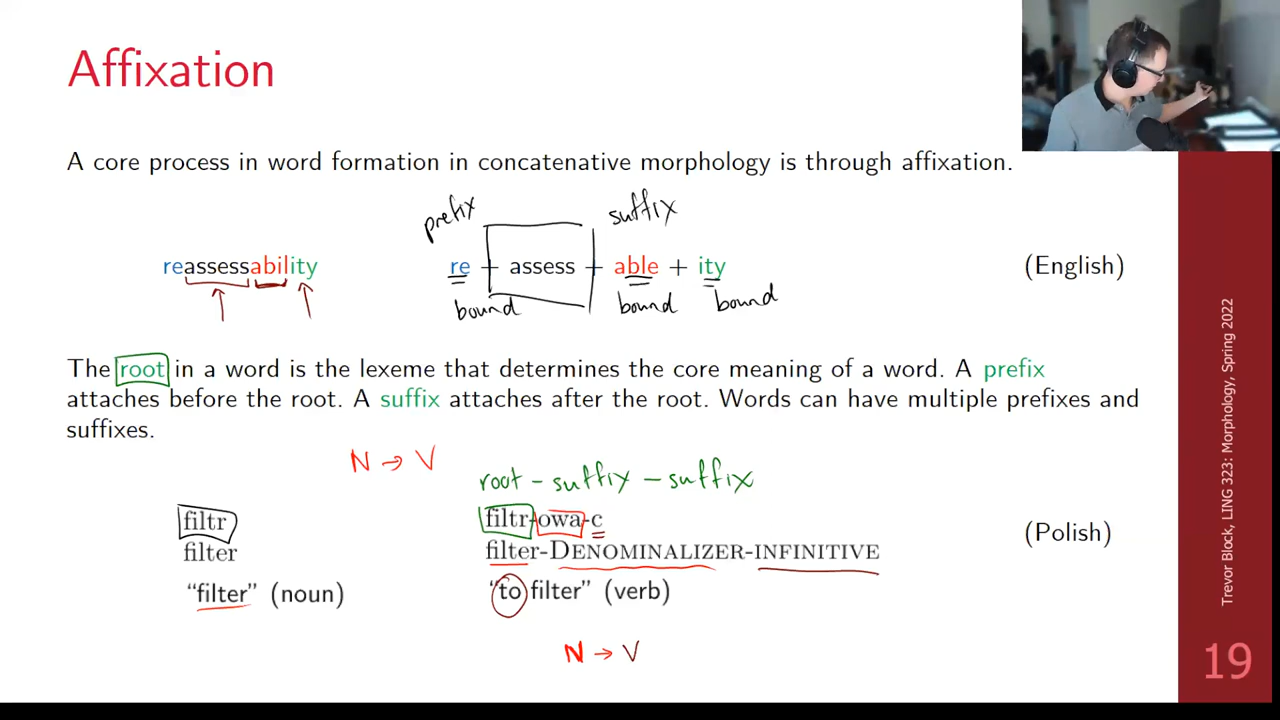 Affixation
A core process in word formation in concatenative morphology is through affixation.
prefix suffix
reassessability re + assess + able + ity (English)
bound bound bound
The root in a word is the lexeme that determines the core meaning of a word. A prefix
attaches before the root. A suffix attaches after the root. Words can have multiple prefixes and
suffixes.
N → V
root - suffix - suffix
filtr filtr-owa-c (Polish)
filter filter-DENOMINALIZER-INFINITIVE
“filter” (noun) “to filter” (verb)
N → V
Trevor Block, LING 323: Morphology, Spring 2022
19